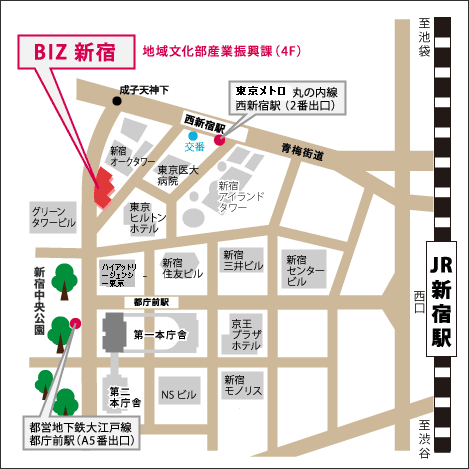 BIZ 新宿
地域文化部産業振興課（4F）
至池袋
成子天神下
東京メトロ 丸の内線
西新宿駅（2番出口）
西新宿駅
交番
青梅街道
新宿
オークタワー
東京医大
病院
新宿
アイランド
タワー
グリーン
タワービル
東京
ヒルトン
ホテル
ハイアットリ
ージェンシ
ー東京
新宿
住友ビル
新宿
三井ビル
新宿
センター
ビル
JR新宿駅
西口
新宿中央公園
都庁前駅
第一本庁舎
京王
プラザ
ホテル
第二
本庁舎
NSビル
新宿
モノリス
都営地下鉄大江戸線
都庁前駅（A5番出口）
至渋谷